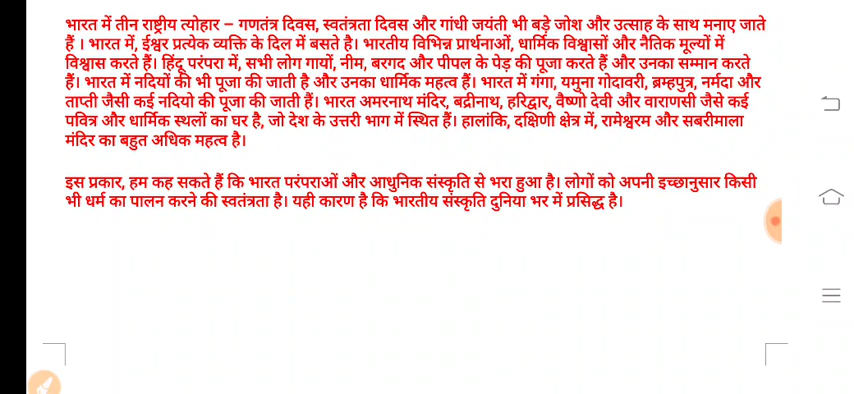 भारत में तीन राष्ट्रीय त्योहार – गणतंत्र दिवस, स्वतंत्रता दिवस और गांधी जयंती भी बड़े जोश और उत्साह के साथ मनाए जाते
हैं । भारत में, ईश्वर प्रत्येक व्यक्ति के दिल में बसते है। भारतीय विभिन्न प्रार्थनाओं, धार्मिक विश्वासों और नैतिक मूल्यों में
विश्वास करते हैं। हिंदू परंपरा में, सभी लोग गायों, नीम, बरगद और पीपल के पेड़ की पूजा करते हैं और उनका सम्मान करते
हैं। भारत में नदियों की भी पूजा की जाती है और उनका धार्मिक महत्व हैं। भारत में गंगा, यमुना गोदावरी, ब्रम्हपुत्र, नर्मदा और
ताप्ती जैसी कई नदियो की पूजा की जाती हैं। भारत अमरनाथ मंदिर, बद्रीनाथ, हरिद्वार, वैष्णो देवी और वाराणसी जैसे कई
पवित्र और धार्मिक स्थलों का घर है, जो देश के उत्तरी भाग में स्थित हैं। हालांकि, दक्षिणी क्षेत्र में, रामेश्वरम और सबरीमाला
मंदिर का बहुत अधिक महत्व है।
इस प्रकार, हम कह सकते हैं कि भारत परंपराओं और आधुनिक संस्कृति से भरा हुआ है। लोगों को अपनी इच्छानुसार किसी
भी धर्म का पालन करने की स्वतंत्रता है। यही कारण है कि भारतीय संस्कृति दुनिया भर में प्रसिद्ध है।